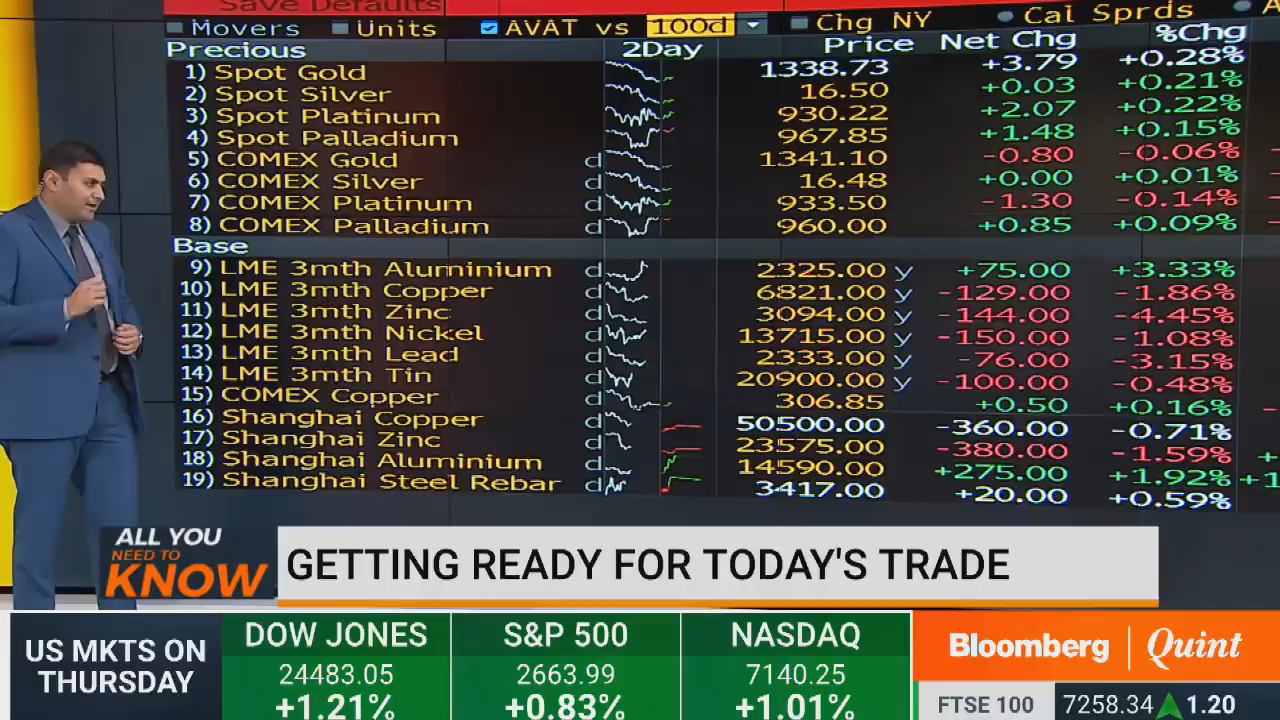 Save Defaults
Movers Units AVAT vs 100d Chg NY Cal Sprds
Precious 2Day Price Net Chg %Chg
1) Spot Gold 1338.73 +3.79 +0.28%
2) Spot Silver 16.50 +0.03 +0.21%
3) Spot Platinum 930.22 +2.07 +0.22%
4) Spot Palladium 967.85 +1.48 +0.15%
5) COMEX Gold d 1341.10 -0.80 -0.06%
6) COMEX Silver d 16.48 +0.00 +0.01%
7) COMEX Platinum d 933.50 -1.30 -0.14%
8) COMEX Palladium d 960.00 +0.85 +0.09%
Base
9) LME 3mth Aluminium d 2325.00 y +75.00 +3.33%
10) LME 3mth Copper d 6821.00 y -129.00 -1.86%
11) LME 3mth Zinc d 3094.00 y -144.00 -4.45%
12) LME 3mth Nickel d 13715.00 y -150.00 -1.08%
13) LME 3mth Lead d 2333.00 y -76.00 -3.15%
14) LME 3mth Tin d 20900.00 y -100.00 -0.48%
15) COMEX Copper d 306.85 +0.50 +0.16%
16) Shanghai Copper d 50500.00 -360.00 -0.71%
17) Shanghai Zinc d 23575.00 -380.00 -1.59%
18) Shanghai Aluminium d 14590.00 +275.00 +1.92%
19) Shanghai Steel Rebar d 3417.00 +20.00 +0.59%
ALL YOU
NEED TO
KNOW
GETTING READY FOR TODAY'S TRADE
US MKTS ON
THURSDAY
DOW JONES
24483.05
+1.21%
S&P 500
2663.99
+0.83%
NASDAQ
7140.25
+1.01%
Bloomberg | Quint
FTSE 100 7258.34 1.20